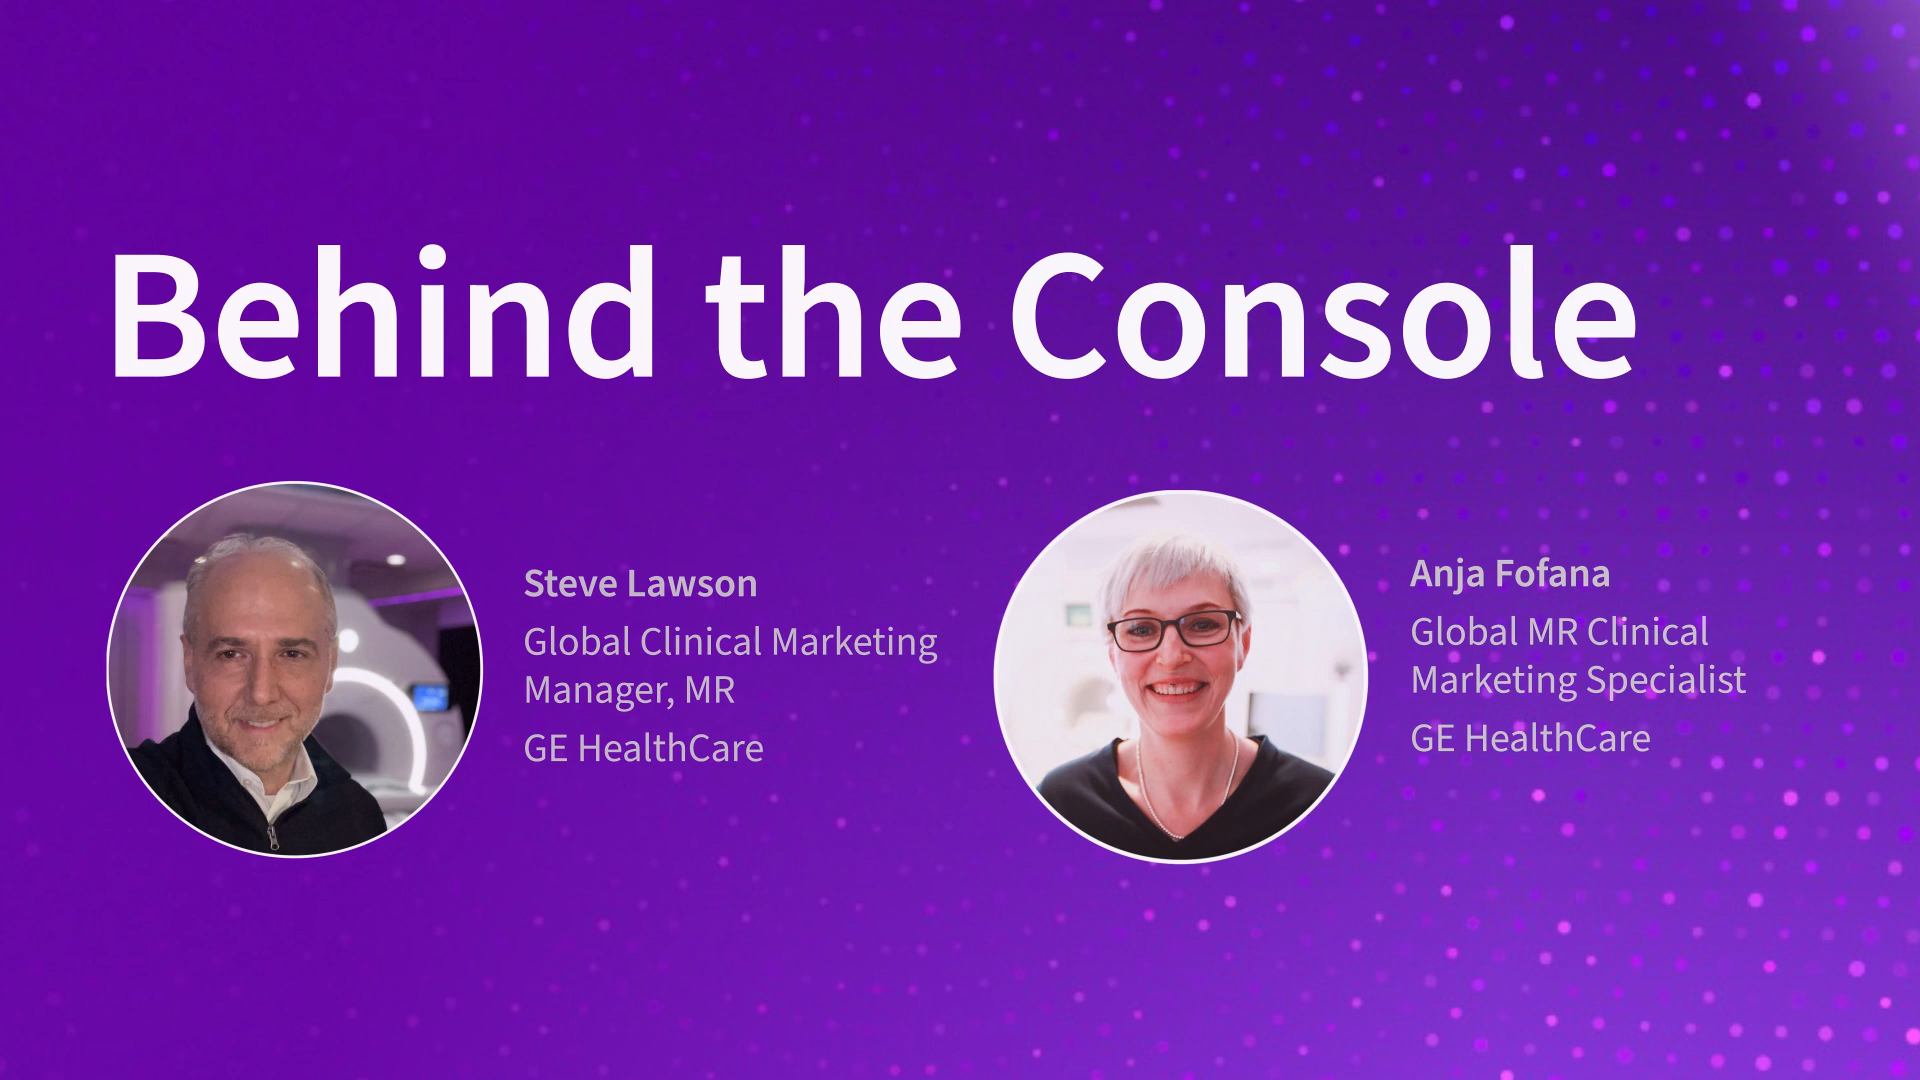 Behind the Console
Steve Lawson
Global Clinical Marketing
Manager, MR
GE HealthCare
Anja Fofana
Global MR Clinical
Marketing Specialist
GE HealthCare